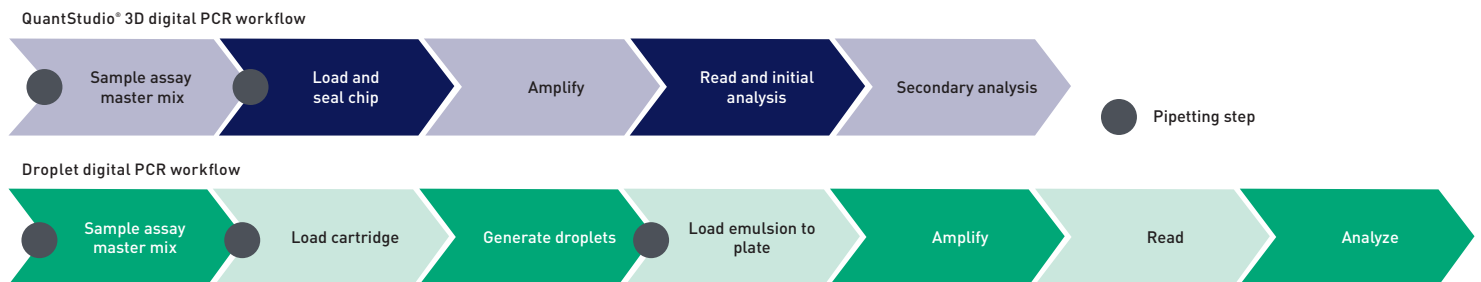 QuantStudio® 3D digital PCR workflow
Sample assay
master mix
Load and
seal chip
Amplify
Read and initial
analysis
Secondary analysis
Pipetting step
Droplet digital PCR workflow
Sample assay
master mix
Load cartridge
Generate droplets
Load emulsion to
plate
Amplify
Read
Analyze